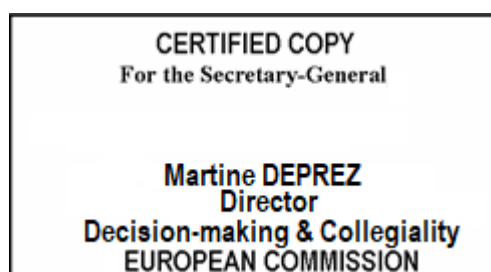 CERTIFIED COPY
For the Secretary-General
Martine DEPREZ
Director
Decision-making & Collegiality
EUROPEAN COMMISSION